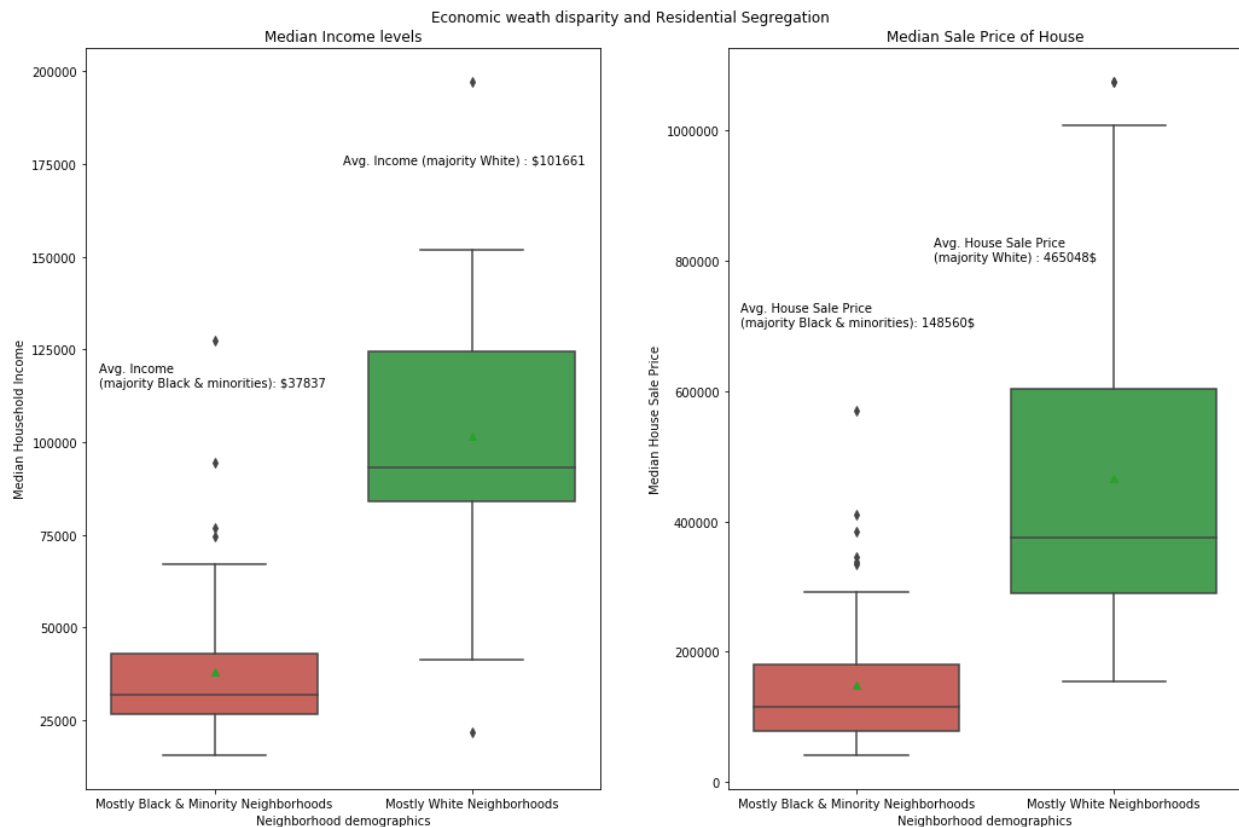 Economic weath disparity and Residential Segregation
Median Income levels
200000
175000
150000
125000
100000
75000
50000
25000
Median Household Income
Avg. Income (majority White) : $101661
Avg. Income
(majority Black & minorities): $37837
Mostly Black & Minority Neighborhoods
Mostly White Neighborhoods
Neighborhood demographics
Median Sale Price of House
1000000
800000
600000
400000
200000
0
Median House Sale Price
Avg. House Sale Price
(majority White) : 465048$
Avg. House Sale Price
(majority Black & minorities): 148560$
Mostly Black & Minority Neighborhoods
Mostly White Neighborhoods
Neighborhood demographics